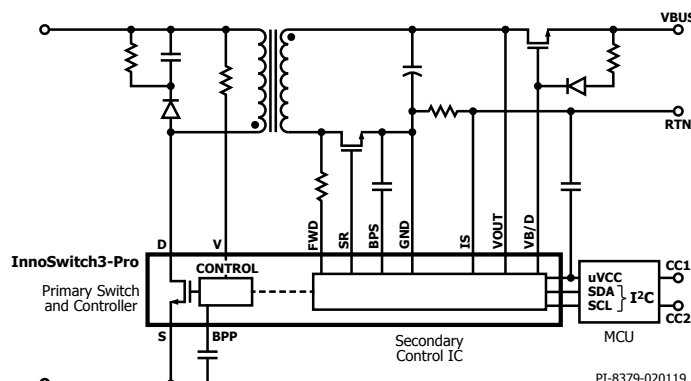 VBUS
RTN
FWD
SR
BPS
GND
IS
VOUT
VB/D
D
V
InnoSwitch3-Pro
CONTROL
Primary Switch
and Controller
uVCC
SDA
SCL
I²C
CC1
CC2
S
BPP
Secondary
Control IC
MCU
PI-8379-020119